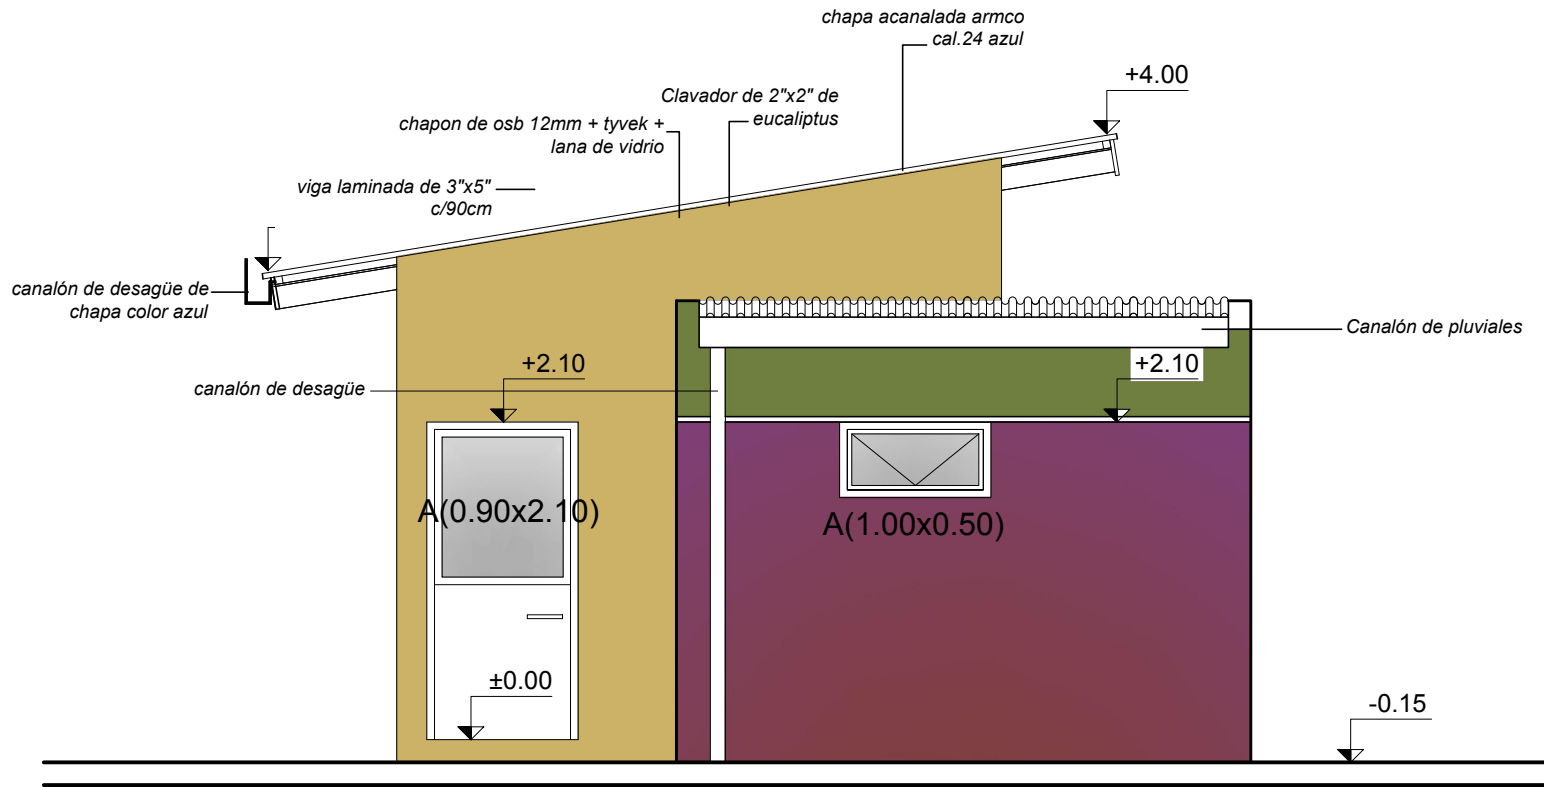 chapa acanalada armco
cal.24 azul
+4.00
Clavador de 2"x2" de
eucaliptus
chapon de osb 12mm + tyvek +
lana de vidrio
viga laminada de 3"x5"
c/90cm
canalón de desagüe de
chapa color azul
Canalón de pluviales
+2.10
+2.10
canalón de desagüe
A(0.90x2.10)
A(1.00x0.50)
±0.00
-0.15